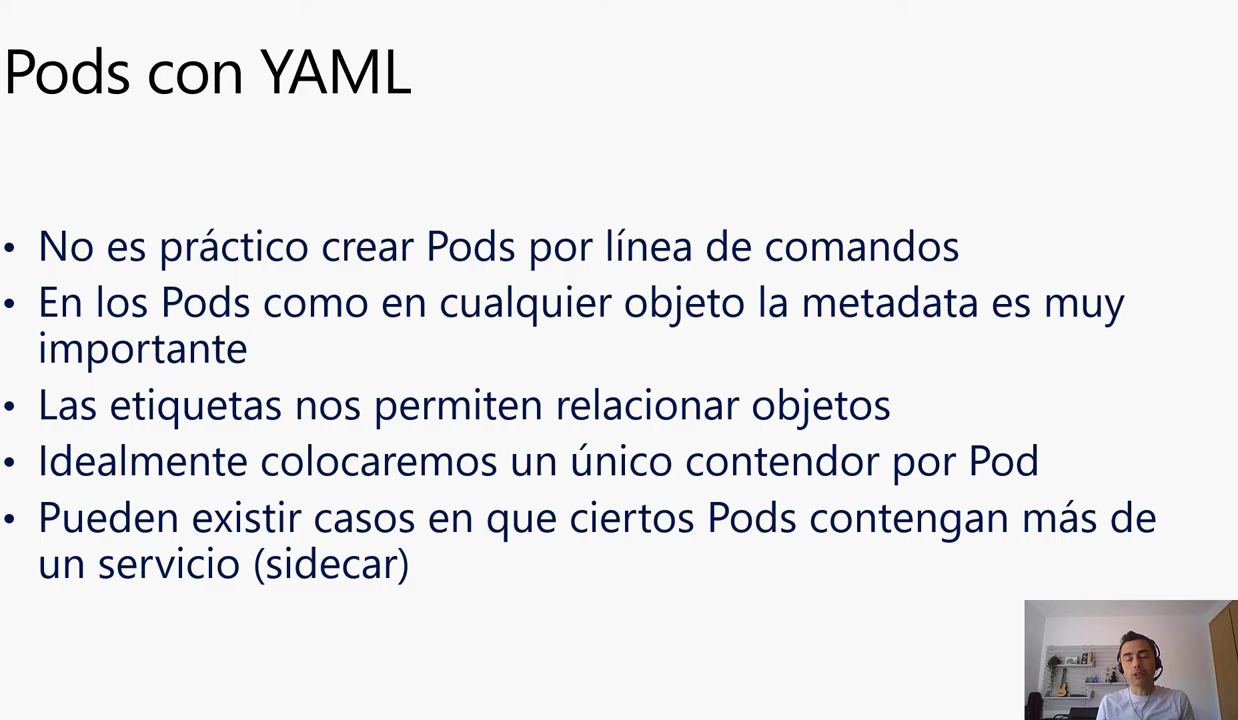 Pods con YAML
• No es práctico crear Pods por línea de comandos
• En los Pods como en cualquier objeto la metadata es muy
importante
• Las etiquetas nos permiten relacionar objetos
• Idealmente colocaremos un único contendor por Pod
• Pueden existir casos en que ciertos Pods contengan más de
un servicio (sidecar)